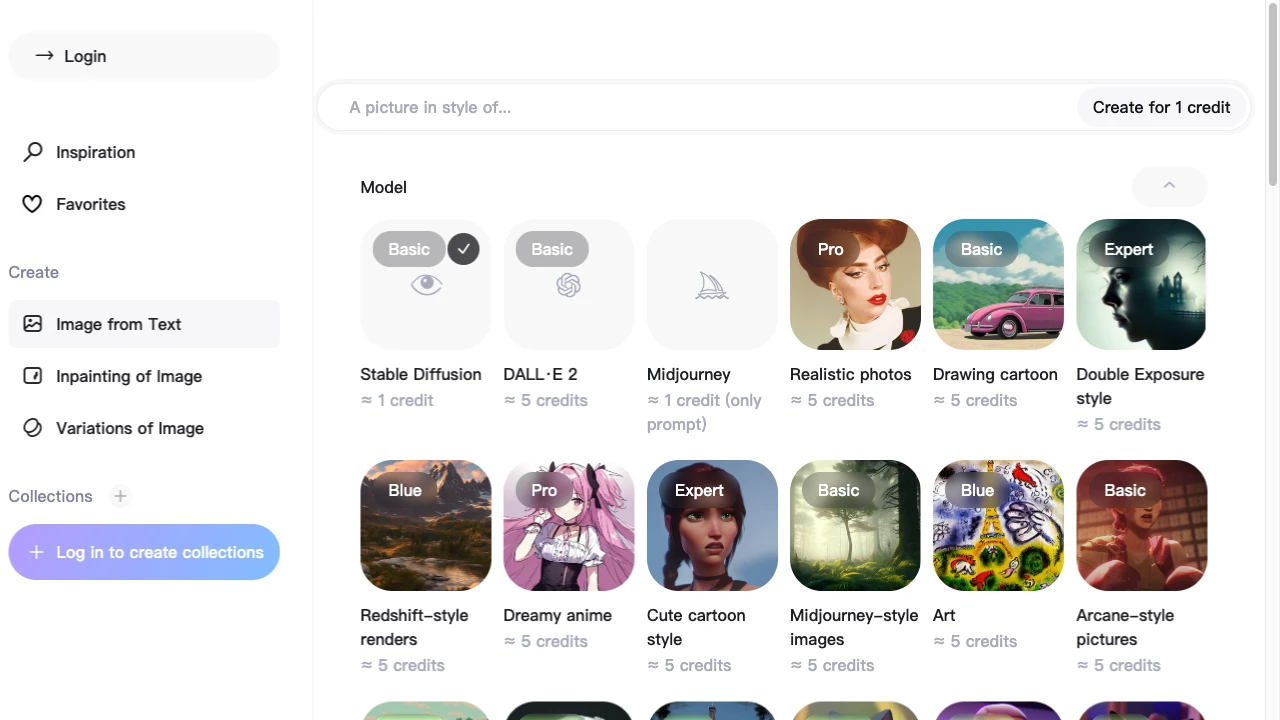 Login
Inspiration
Favorites
Create
Image from Text
Inpainting of Image
Variations of Image
Collections
Log in to create collections
A picture in style of...
Create for 1 credit
Model
Basic
Basic
Pro
Basic
Expert
Stable Diffusion
≈ 1 credit
DALL·E 2
≈ 5 credits
Midjourney
≈ 1 credit (only
prompt)
Realistic photos
≈ 5 credits
Drawing cartoon
≈ 5 credits
Double Exposure
style
≈ 5 credits
Blue
Pro
Expert
Basic
Blue
Basic
Redshift-style
renders
≈ 5 credits
Dreamy anime
≈ 5 credits
Cute cartoon
style
≈ 5 credits
Midjourney-style
images
≈ 5 credits
Art
≈ 5 credits
Arcane-style
pictures
≈ 5 credits